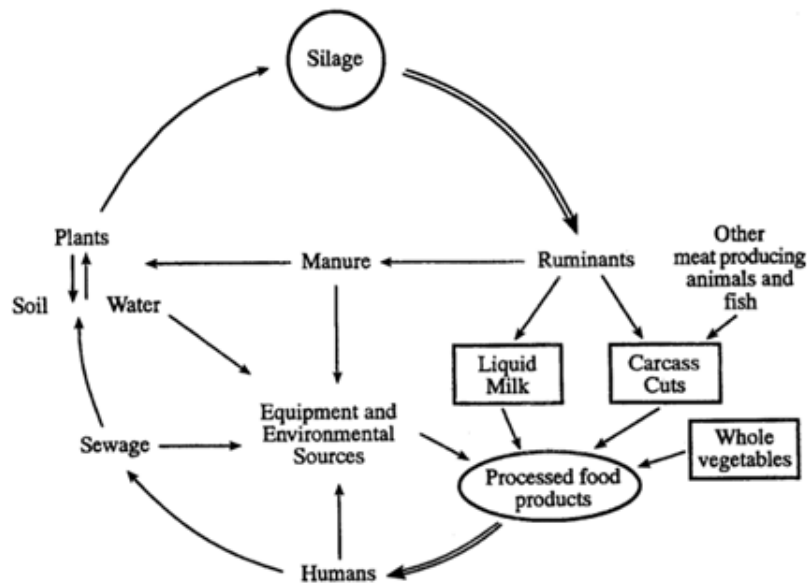 Silage
Plants
Manure
Ruminants
Other
meat producing
animals and
fish
Soil
Water
Liquid
Milk
Carcass
Cuts
Equipment and
Environmental
Sources
Sewage
Whole
vegetables
Processed food
products
Humans